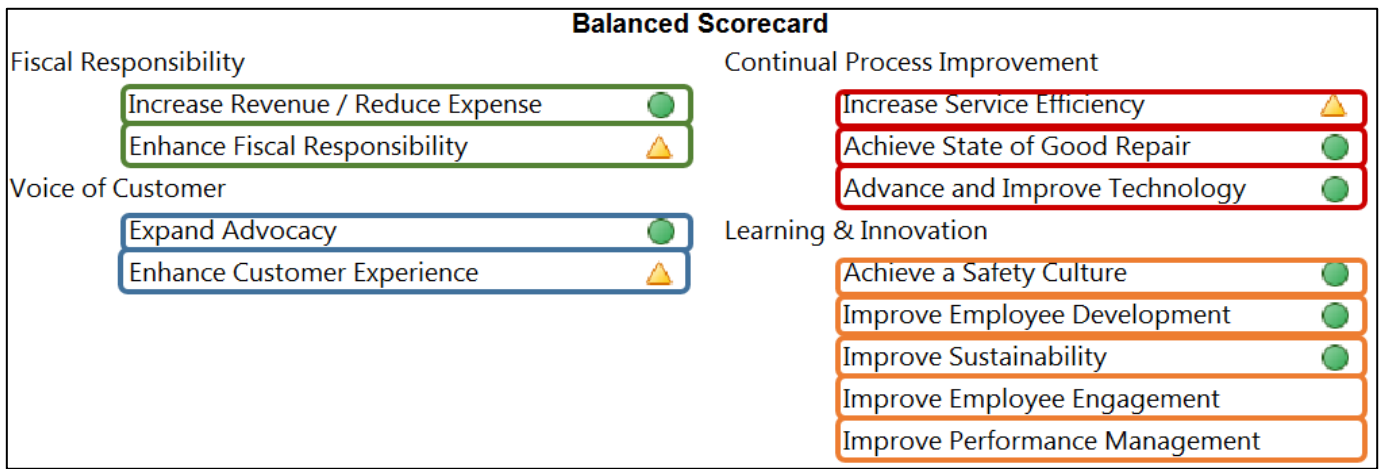 Balanced Scorecard
Fiscal Responsibility
Increase Revenue / Reduce Expense
Enhance Fiscal Responsibility
Voice of Customer
Expand Advocacy
Enhance Customer Experience
Continual Process Improvement
Increase Service Efficiency
Achieve State of Good Repair
Advance and Improve Technology
Learning & Innovation
Achieve a Safety Culture
Improve Employee Development
Improve Sustainability
Improve Employee Engagement
Improve Performance Management